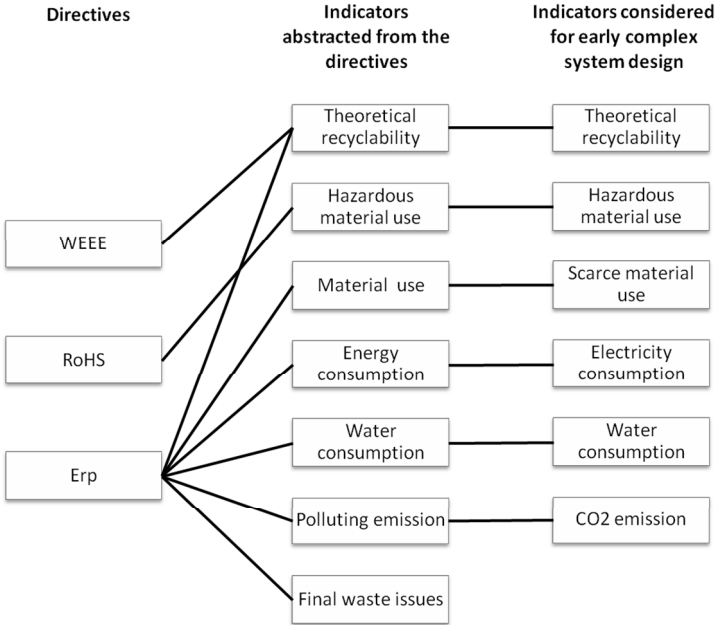 Directives
Indicators
abstracted from the
directives
Indicators considered
for early complex
system design
WEEE
RoHS
Erp
Theoretical
recyclability
Hazardous
material use
Material use
Energy
consumption
Water
consumption
Polluting emission
Final waste issues
Theoretical
recyclability
Hazardous
material use
Scarce material
use
Electricity
consumption
Water
consumption
CO2 emission